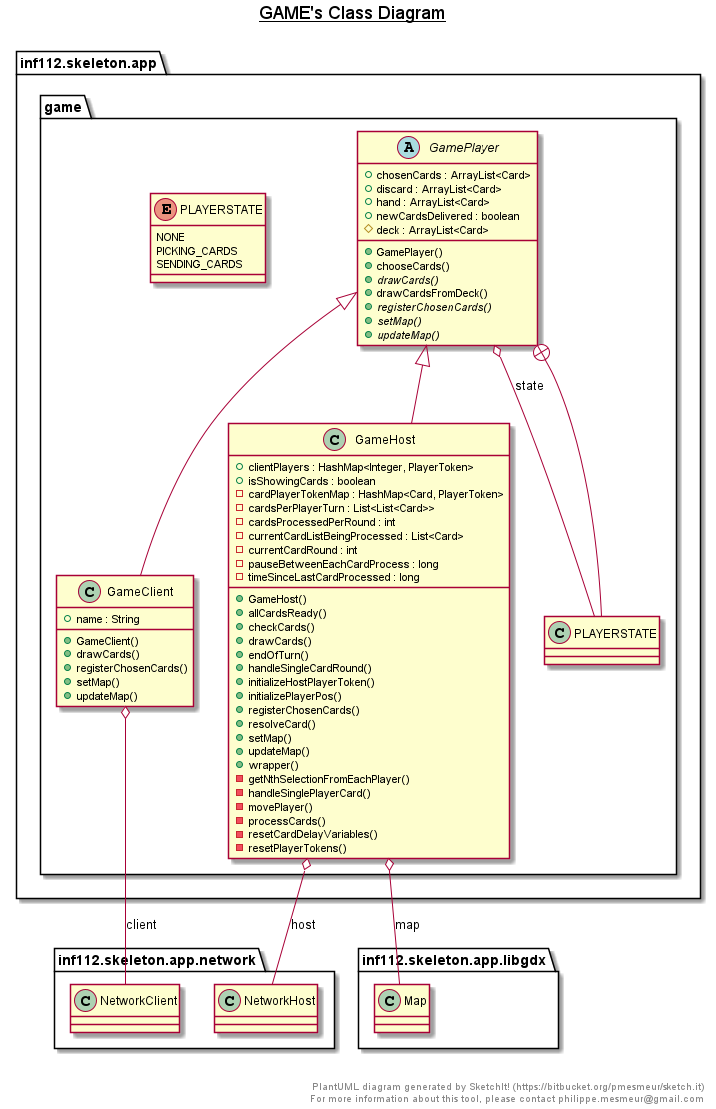 GAME's Class Diagram
inf112.skeleton.app
game
A GamePlayer
chosenCards : ArrayList<Card>
discard : ArrayList<Card>
hand : ArrayList<Card>
newCardsDelivered : boolean
deck : ArrayList<Card>
GamePlayer()
chooseCards()
drawCards()
drawCardsFromDeck()
registerChosenCards()
setMap()
updateMap()
E PLAYERSTATE
NONE
PICKING_CARDS
SENDING_CARDS
state
C GameHost
clientPlayers : HashMap<Integer, PlayerToken>
isShowingCards : boolean
cardPlayerTokenMap : HashMap<Card, PlayerToken>
cardsPerPlayerTurn : List<List<Card>>
cardsProcessedPerRound : int
currentCardListBeingProcessed : List<Card>
currentCardRound : int
pauseBetweenEachCardProcess : long
timeSinceLastCardProcessed : long
GameHost()
allCardsReady()
checkCards()
drawCards()
endOfTurn()
handleSingleCardRound()
initializeHostPlayerToken()
initializePlayerPos()
registerChosenCards()
resolveCard()
setMap()
updateMap()
wrapper()
getNthSelectionFromEachPlayer()
handleSinglePlayerCard()
movePlayer()
processCards()
resetCardDelayVariables()
resetPlayerTokens()
C GameClient
name : String
GameClient()
drawCards()
registerChosenCards()
setMap()
updateMap()
C PLAYERSTATE
client
host
map
inf112.skeleton.app.network
C NetworkClient
C NetworkHost
inf112.skeleton.app.libgdx
C Map
PlantUML diagram generated by SketchIt! (https://bitbucket.org/pmesmeur/sketch.it)
For more information about this tool, please contact philippe.mesmeur@gmail.com